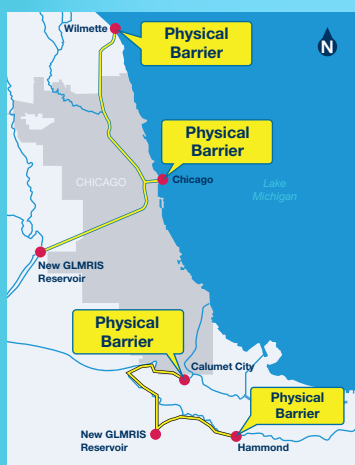 Wilmette
Physical
Barrier
N
Physical
Barrier
CHICAGO
Chicago
Lake
Michigan
New GLMRIS
Reservoir
Physical
Barrier
Calumet City
Physical
Barrier
New GLMRIS
Reservoir
Hammond